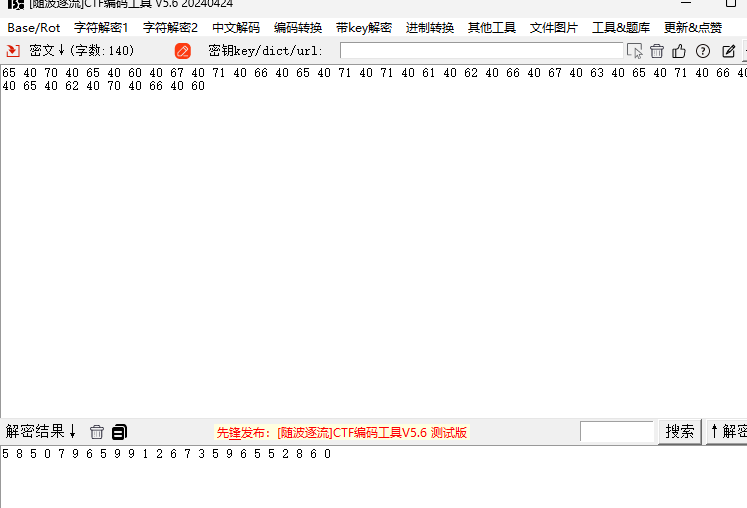 [随波逐流]CTF编码工具 V5.6 20240424
Base/Rot 字符解密1 字符解密2 中文解码 编码转换 带key解密 进制转换 其他工具 文件图片 工具&题库 更新&点赞
密文↓(字数:140) 密钥key/dict/url:
65 40 70 40 65 40 60 40 67 40 71 40 66 40 65 40 71 40 71 40 61 40 62 40 66 40 67 40 63 40 65 40 71 40 66 40
40 65 40 62 40 70 40 66 40 60
解密结果↓ 先锋发布: [随波逐流]CTF编码工具V5.6 测试版 搜索 ↑解密
5 8 5 0 7 9 6 5 9 9 1 2 6 7 3 5 9 6 5 5 2 8 6 0